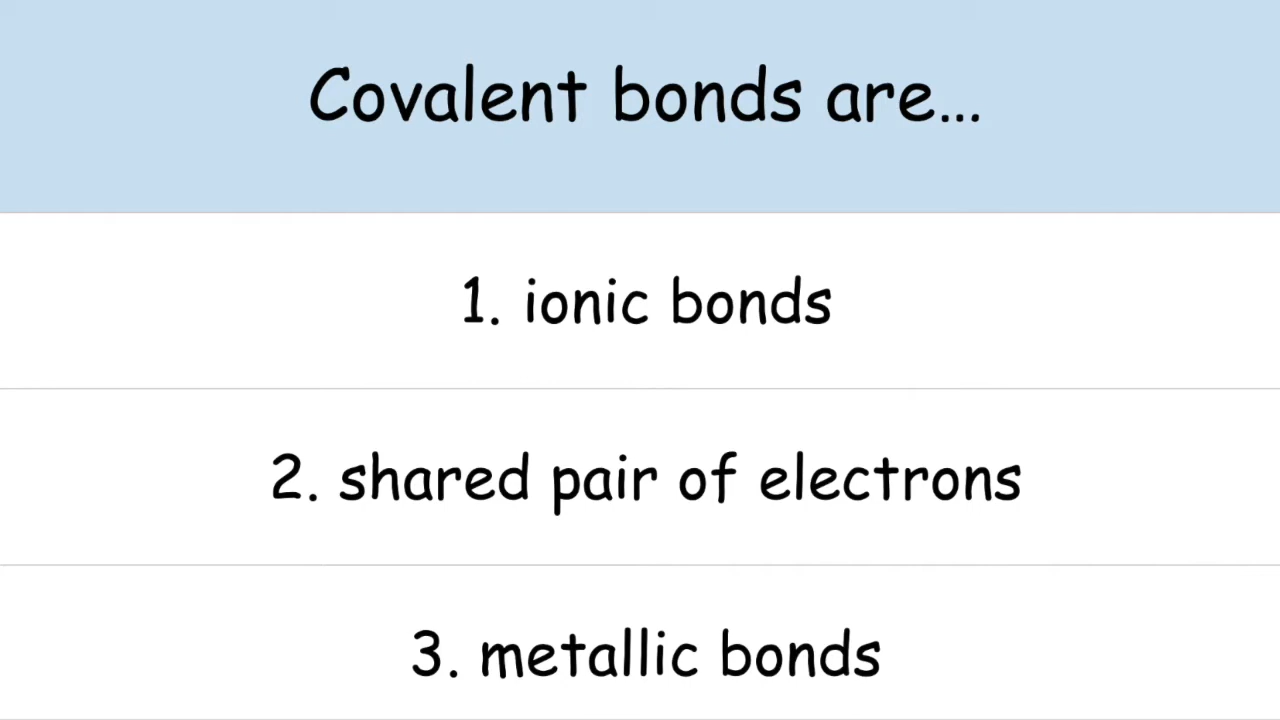 Covalent bonds are...
1. ionic bonds
2. shared pair of electrons
3. metallic bonds